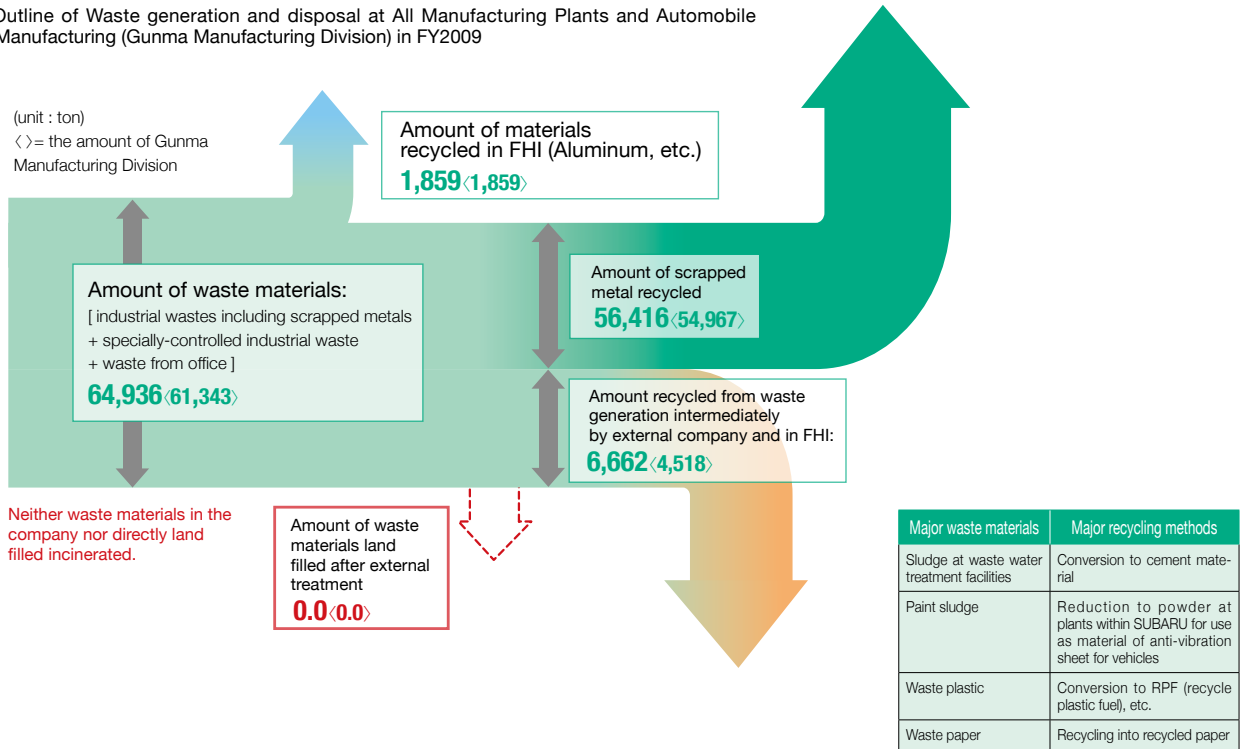 Outline of Waste generation and disposal at All Manufacturing Plants and Automobile
Manufacturing (Gunma Manufacturing Division) in FY2009
(unit : ton)
〈 〉= the amount of Gunma
Manufacturing Division
Amount of materials
recycled in FHI (Aluminum, etc.)
1,859〈1,859〉
Amount of waste materials:
[ industrial wastes including scrapped metals
+ specially-controlled industrial waste
+ waste from office ]
64,936〈61,343〉
Amount of scrapped
metal recycled
56,416〈54,967〉
Amount recycled from waste
generation intermediately
by external company and in FHI:
6,662〈4,518〉
Neither waste materials in the
company nor directly land
filled incinerated.
Amount of waste
materials land
filled after external
treatment
0.0〈0.0〉
Major waste materials Major recycling methods
Sludge at waste water
treatment facilities
Conversion to cement mate-
rial
Paint sludge
Reduction to powder at
plants within SUBARU for use
as material of anti-vibration
sheet for vehicles
Waste plastic
Conversion to RPF (recycle
plastic fuel), etc.
Waste paper
Recycling into recycled paper